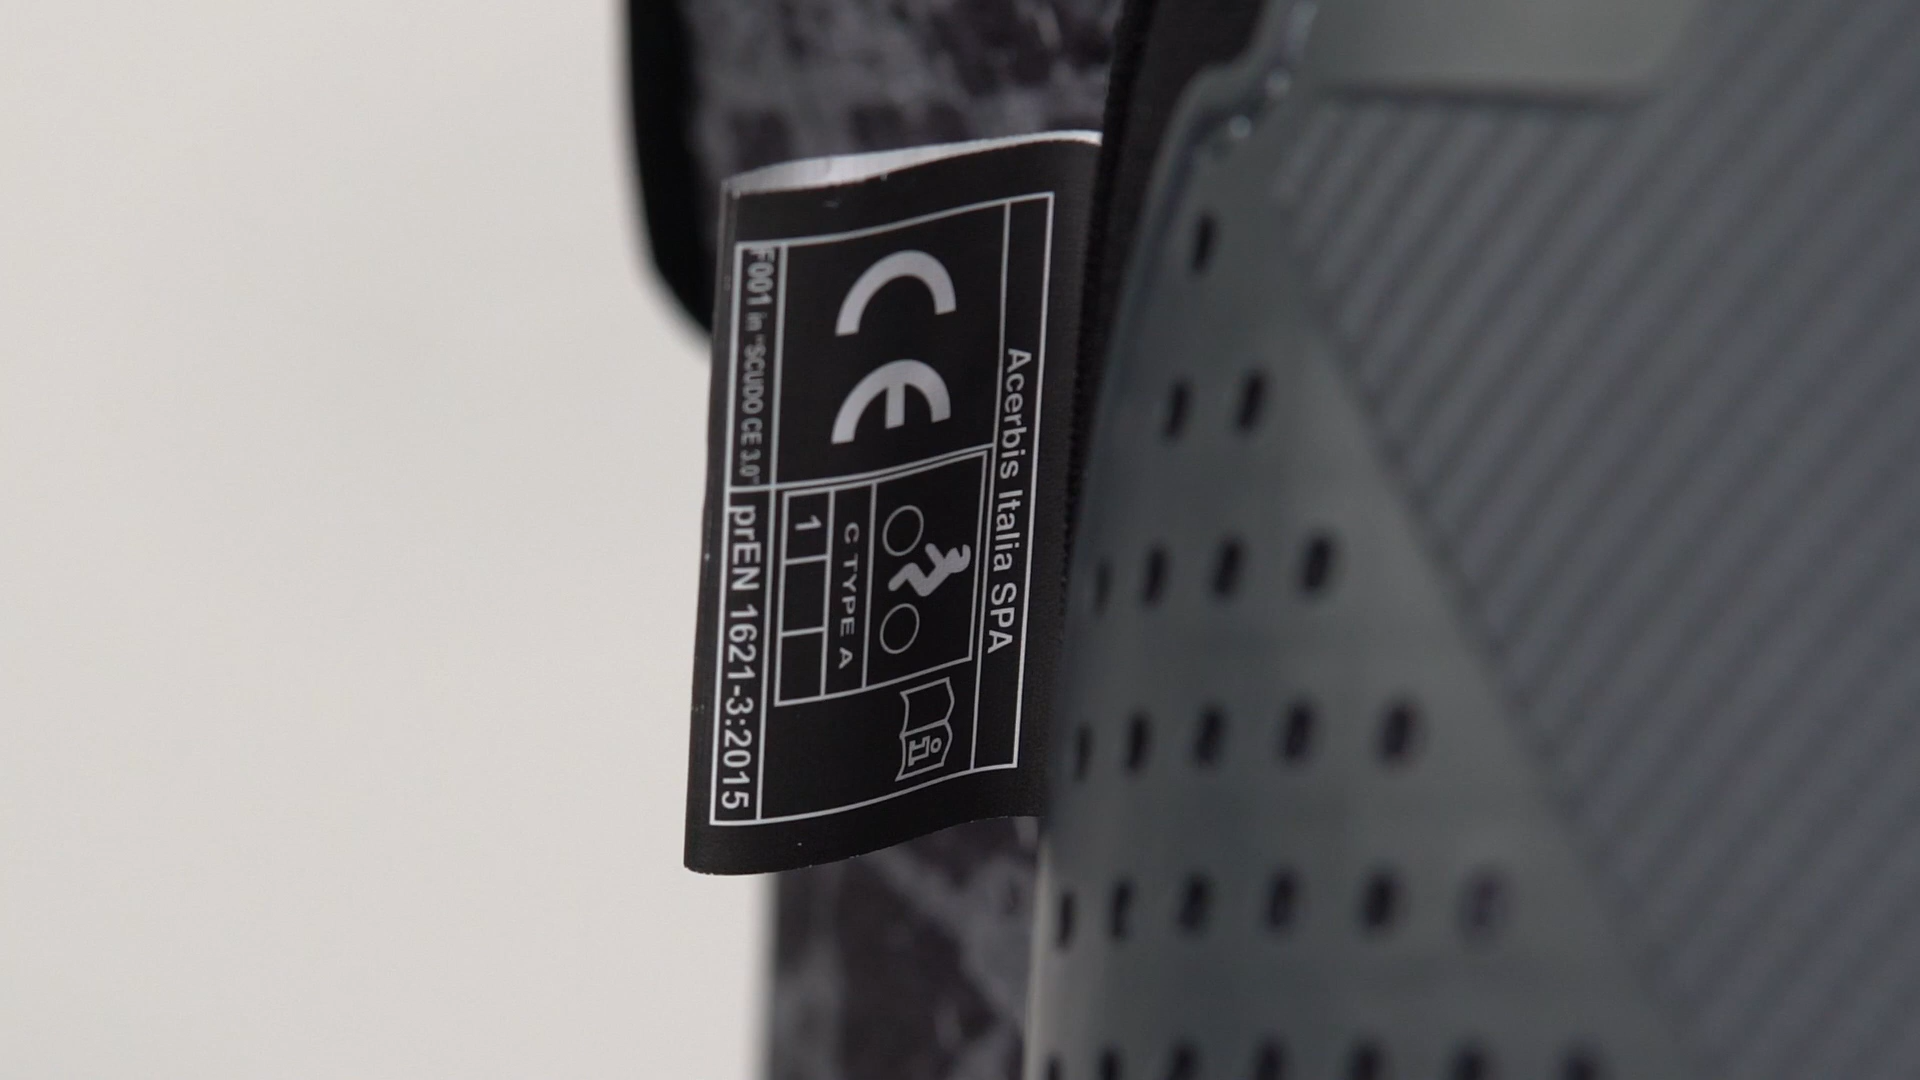 Acerbis Italia SPA
CE
C TYPE A
1
i
F001 in "SCUDO CE 3.0"
prEN 1621-3:2015